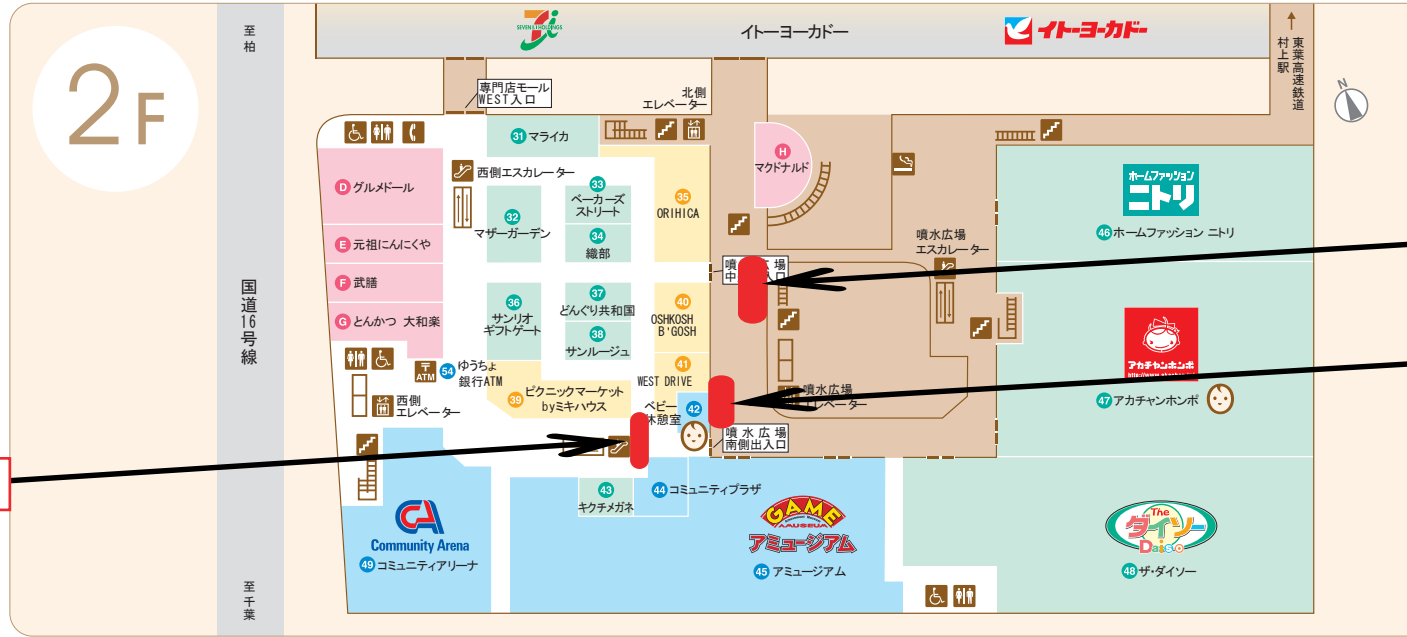 2F
至柏
国道16号線
至千葉
SEVEN & i HOLDINGS
イトーヨーカドー
イトーヨーカドー
東葉高速鉄道
村上駅
N
専門店モール
WEST入口
北側
エレベーター
31 マライカ
H
マクドナルド
D グルメドール
E 元祖にんにくや
F 武膳
G とんかつ 大和楽
西側エスカレーター
32
マザーガーデン
33
ベーカーズ
ストリート
34
織部
35
ORIHICA
噴水広場
エスカレーター
ホームファッション
ニトリ
46 ホームファッション ニトリ
噴 場
中 入口
36
サンリオ
ギフトゲート
37
どんぐり共和国
38
サンルージュ
40
OSHKOSH
B'GOSH
41
WEST DRIVE
〒
ATM
54 ゆうちょ
銀行ATM
39 ピクニックマーケット
byミキハウス
西側
エレベーター
ベビー
休憩室
42
噴水広場
エレベーター
噴水広場
南側出入口
アカチャンホンポ
47 アカチャンホンポ
43
キクチメガネ
44 コミュニティプラザ
CA
Community Arena
49 コミュニティアリーナ
GAME
AMUSEUM
アミュージアム
45 アミュージアム
The
ダイソー
Daiso
48 ザ・ダイソー